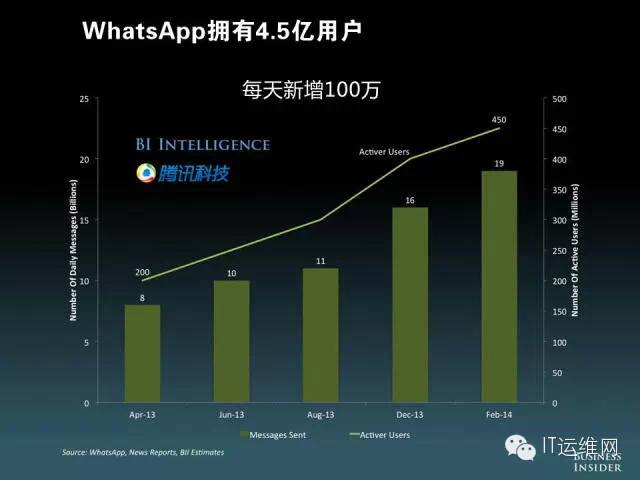 WhatsApp拥有4.5亿用户
每天新增100万
BI INTELLIGENCE
腾讯科技
Activer Users
Number Of Daily Messages (Billions)
25
20
15
10
5
0
200
450
8
10
11
16
19
Apr-13
Jun-13
Aug-13
Dec-13
Feb-14
500
450
400
350
300
250
200
150
100
50
0
Number Of Active Users (Millions)
Messages Sent
Activer Users
Source: WhatsApp, News Reports, BII Estimates
IT运维网
BUSINESS
INSIDER